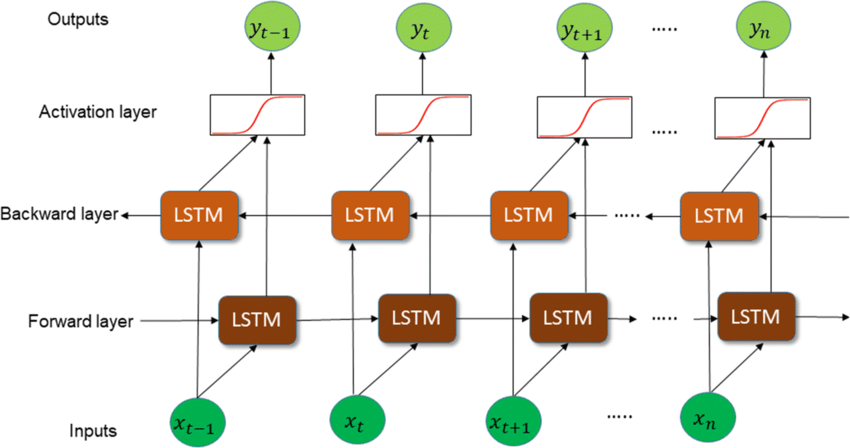 Outputs
y_{t−1} y_t y_{t+1} ..... y_n
Activation layer
.....
Backward layer LSTM LSTM LSTM ..... LSTM
Forward layer LSTM LSTM LSTM ..... LSTM
Inputs x_{t−1} x_t x_{t+1} ..... x_n